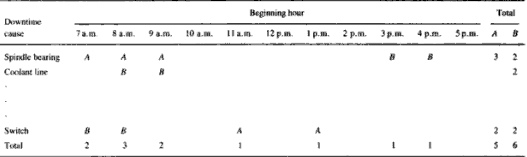 Beginning hour Total
Downtime
cause 7 a.m. 8 a.m. 9 a.m. 10 a.m. 11 a.m. 12 p.m. 1 p.m. 2 p.m. 3 p.m. 4 p.m. 5 p.m. A B
Spindle bearing A A A B B 3 2
Coolant line B B 2
.
.
.
Switch B B A A 2 2
Total 2 3 2 1 1 1 1 5 6